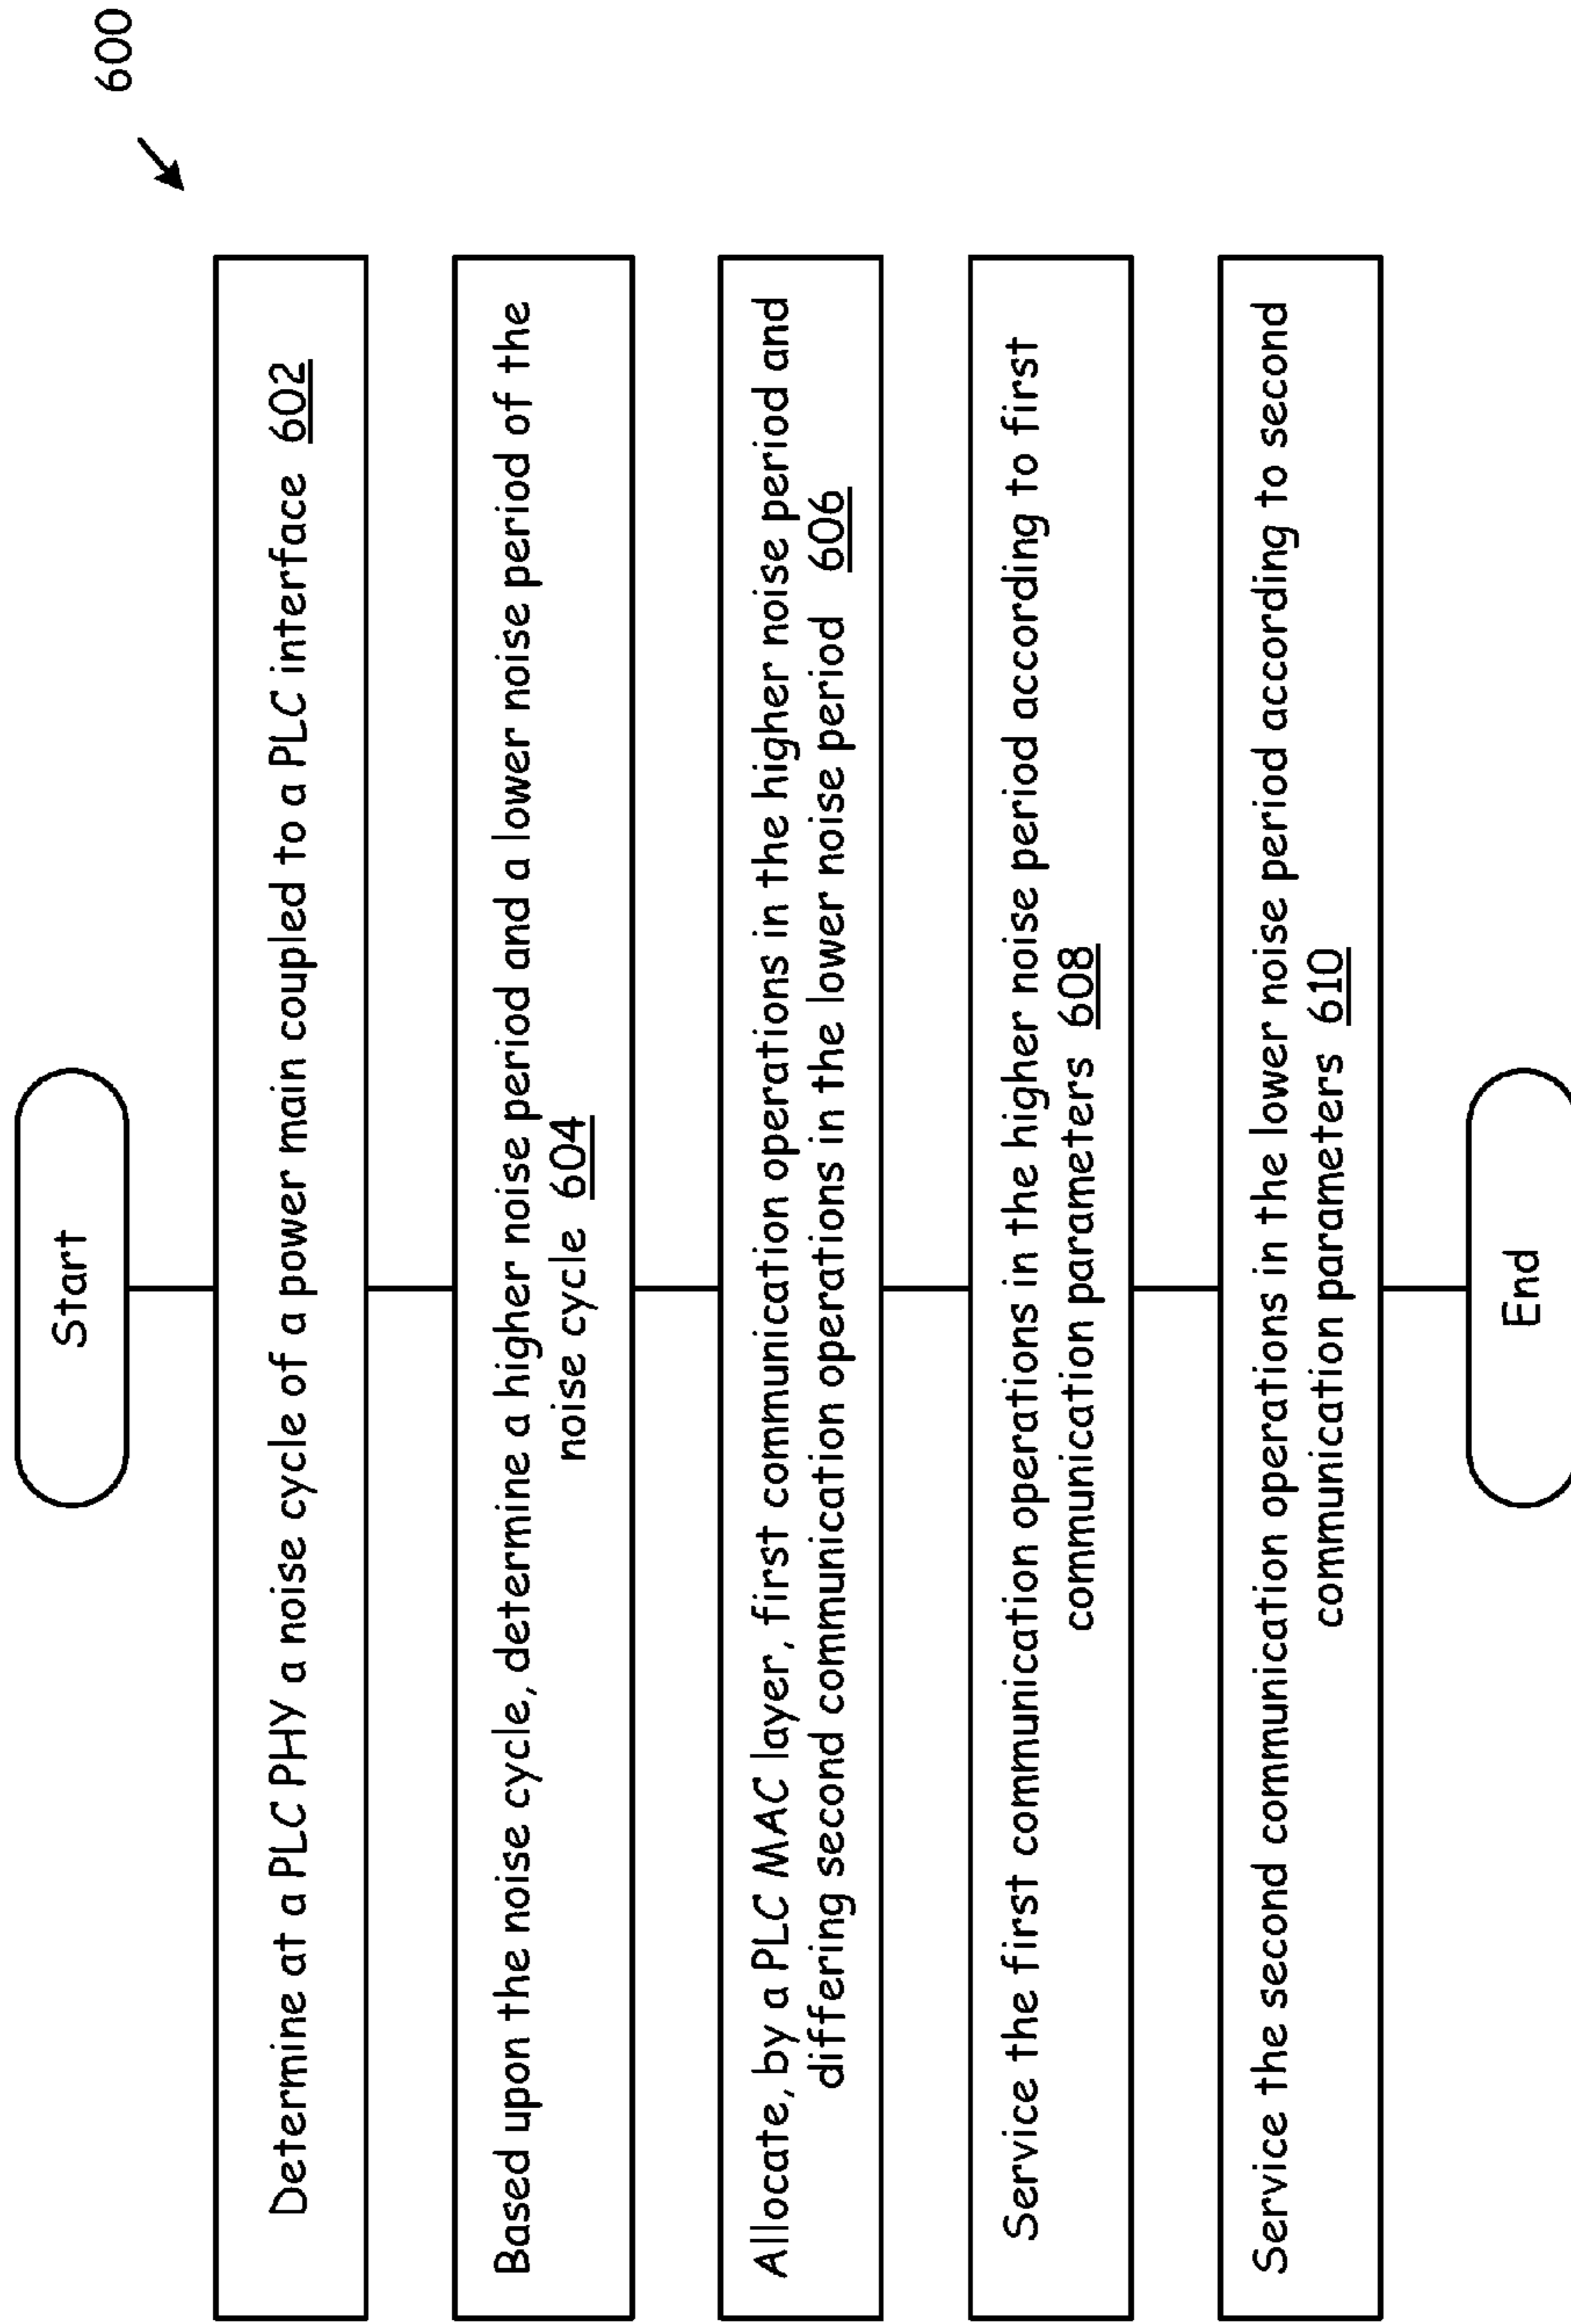 600
Start
Determine at a PLC PHY a noise cycle of a power main coupled to a PLC interface 602
Based upon the noise cycle, determine a higher noise period and a lower noise period of the
noise cycle 604
Allocate, by a PLC MAC layer, first communication operations in the higher noise period and
differing second communication operations in the lower noise period 606
Service the first communication operations in the higher noise period according to first
communication parameters 608
Service the second communication operations in the lower noise period according to second
communication parameters 610
End